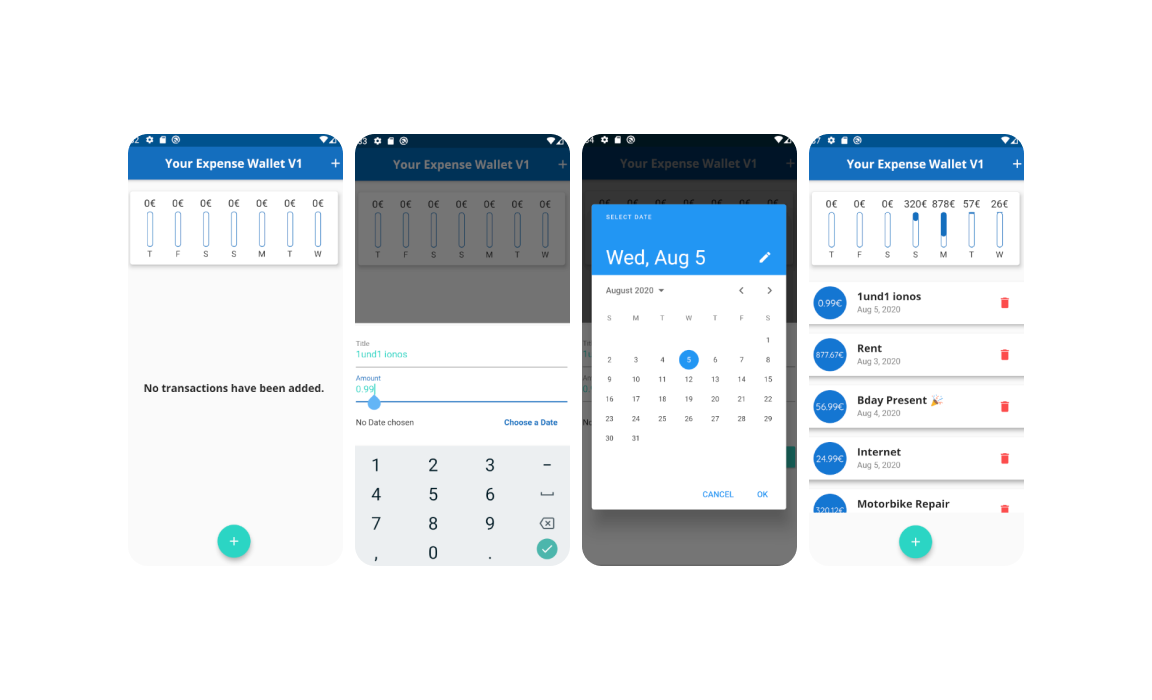 Your Expense Wallet V1 +
0€ 0€ 0€ 0€ 0€ 0€ 0€
T F S S M T W
No transactions have been added.
+
Your Expense Wallet V1 +
0€ 0€ 0€ 0€ 0€ 0€ 0€
T F S S M T W
Title
1und1 ionos
Amount
0.99
No Date chosen Choose a Date
1 2 3 –
4 5 6
7 8 9
, 0 .
Your Expense Wallet V1 +
SELECT DATE
Wed, Aug 5
August 2020
S M T W T F S
1
2 3 4 5 6 7 8
9 10 11 12 13 14 15
16 17 18 19 20 21 22
23 24 25 26 27 28 29
30 31
CANCEL OK
Your Expense Wallet V1 +
0€ 0€ 0€ 320€ 878€ 57€ 26€
T F S S M T W
0.99€ 1und1 ionos
Aug 5, 2020
877.67€ Rent
Aug 3, 2020
56.99€ Bday Present 🎉
Aug 4, 2020
24.99€ Internet
Aug 5, 2020
320.12€ Motorbike Repair
+